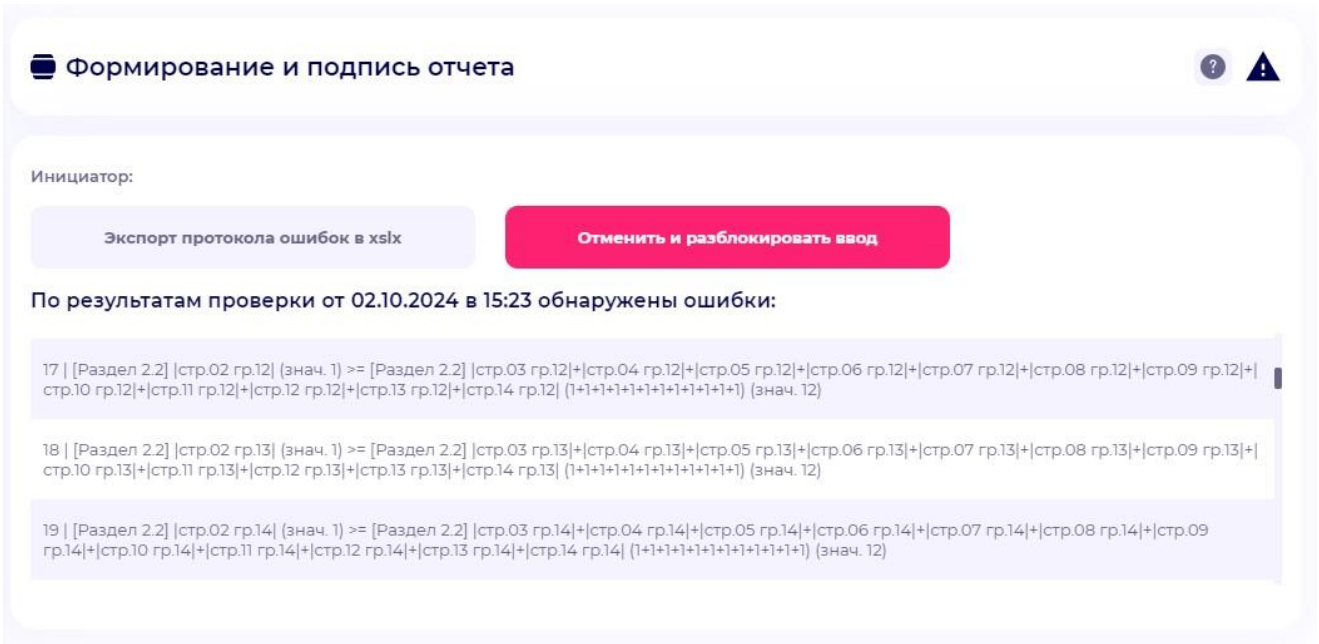 Формирование и подпись отчета
?
Инициатор:
Экспорт протокола ошибок в xslx
Отменить и разблокировать ввод
По результатам проверки от 02.10.2024 в 15:23 обнаружены ошибки:
17 | [Раздел 2.2] |стр.02 гр.12| (знач. 1) >= [Раздел 2.2] |стр.03 гр.12|+|стр.04 гр.12|+|стр.05 гр.12|+|стр.06 гр.12|+|стр.07 гр.12|+|стр.08 гр.12|+|стр.09 гр.12|+|
стр.10 гр.12|+|стр.11 гр.12|+|стр.12 гр.12|+|стр.13 гр.12|+|стр.14 гр.12| (1+1+1+1+1+1+1+1+1+1+1+1) (знач. 12)
18 | [Раздел 2.2] |стр.02 гр.13| (знач. 1) >= [Раздел 2.2] |стр.03 гр.13|+|стр.04 гр.13|+|стр.05 гр.13|+|стр.06 гр.13|+|стр.07 гр.13|+|стр.08 гр.13|+|стр.09 гр.13|+|
стр.10 гр.13|+|стр.11 гр.13|+|стр.12 гр.13|+|стр.13 гр.13|+|стр.14 гр.13| (1+1+1+1+1+1+1+1+1+1+1+1) (знач. 12)
19 | [Раздел 2.2] |стр.02 гр.14| (знач. 1) >= [Раздел 2.2] |стр.03 гр.14|+|стр.04 гр.14|+|стр.05 гр.14|+|стр.06 гр.14|+|стр.07 гр.14|+|стр.08 гр.14|+|стр.09
гр.14|+|стр.10 гр.14|+|стр.11 гр.14|+|стр.12 гр.14|+|стр.13 гр.14|+|стр.14 гр.14| (1+1+1+1+1+1+1+1+1+1+1+1) (знач. 12)